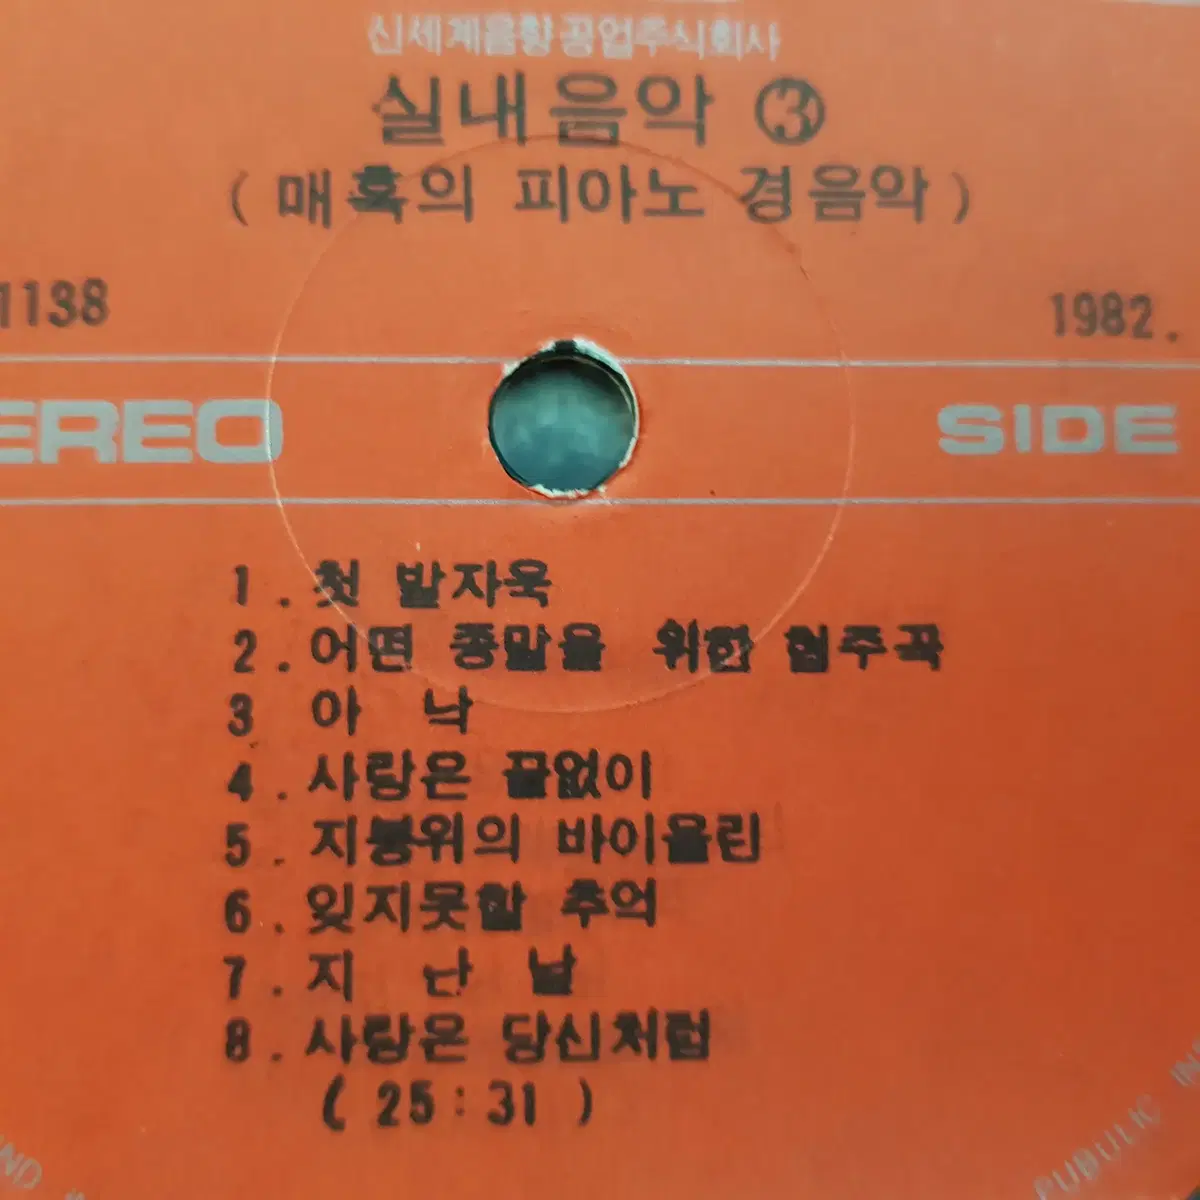 신세계음향공업주식회사
실내음악 ③
( 매혹의 피아노 경음악 )
1138
1982.
EREO
SIDE
1 . 첫 발자욱
2 . 어떤 종말을 위한 협주곡
3 아 낙
4 . 사랑은 끝없이
5 . 지붕위의 바이올린
6 . 잊지못할 추억
7 . 지 난 날
8 . 사랑은 당신처럼
( 25 : 31 )
PUBULIC IN
ND